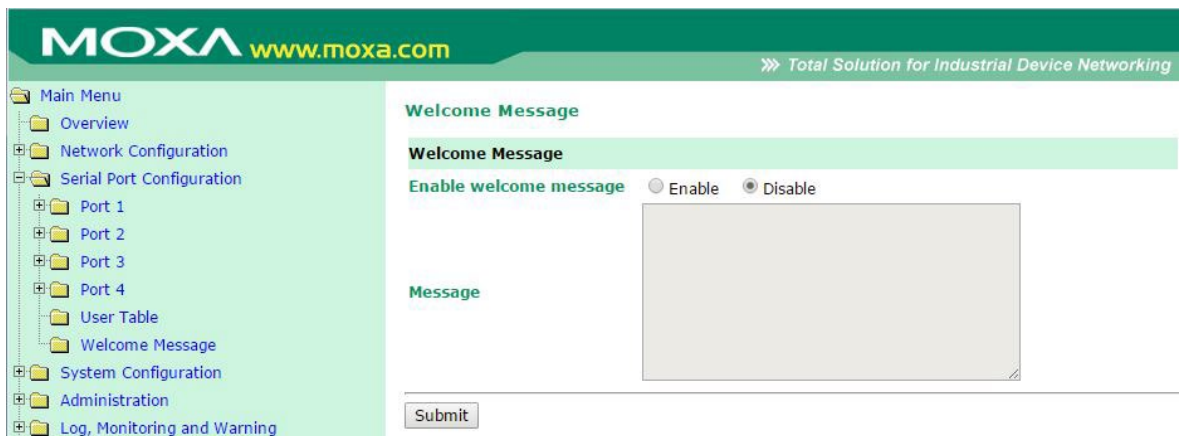 MOXA www.moxa.com
Total Solution for Industrial Device Networking
Main Menu
Overview
Network Configuration
Serial Port Configuration
Port 1
Port 2
Port 3
Port 4
User Table
Welcome Message
System Configuration
Administration
Log, Monitoring and Warning
Welcome Message
Welcome Message
Enable welcome message Enable Disable
Message
Submit